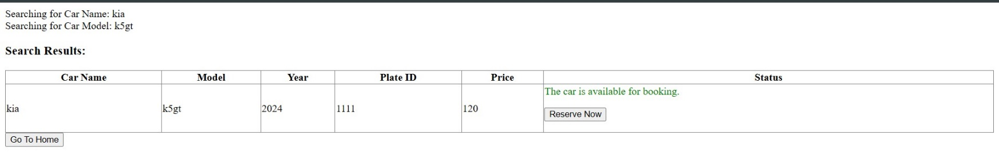 Searching for Car Name: kia
Searching for Car Model: k5gt
Search Results:
Car Name Model Year Plate ID Price Status
The car is available for booking.
kia k5gt 2024 1111 120
Reserve Now
Go To Home